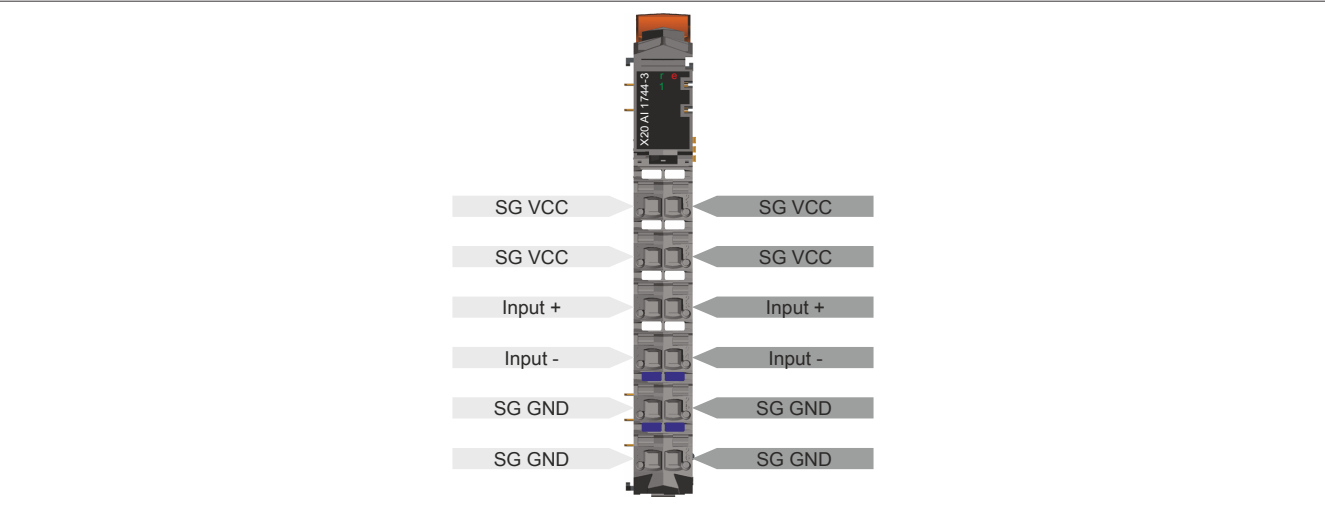 X20 AI 1744-3
r e
1
SG VCC SG VCC
SG VCC SG VCC
Input + Input +
Input - Input -
SG GND SG GND
SG GND SG GND